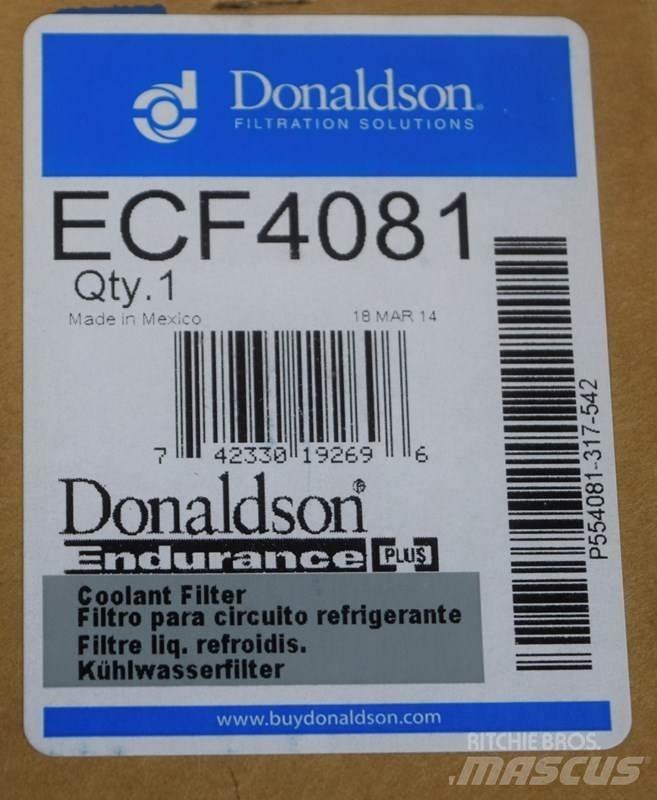 Donaldson®
FILTRATION SOLUTIONS
ECF4081
Qty.1
Made in Mexico 18 MAR 14
7 42330 19269 6
P554081-317-542
Donaldson®
Endurance PLUS
Coolant Filter
Filtro para circuito refrigerante
Filtre liq. refroidis.
Kühlwasserfilter
www.buydonaldson.com
RITCHIE BROS.
MASCUS